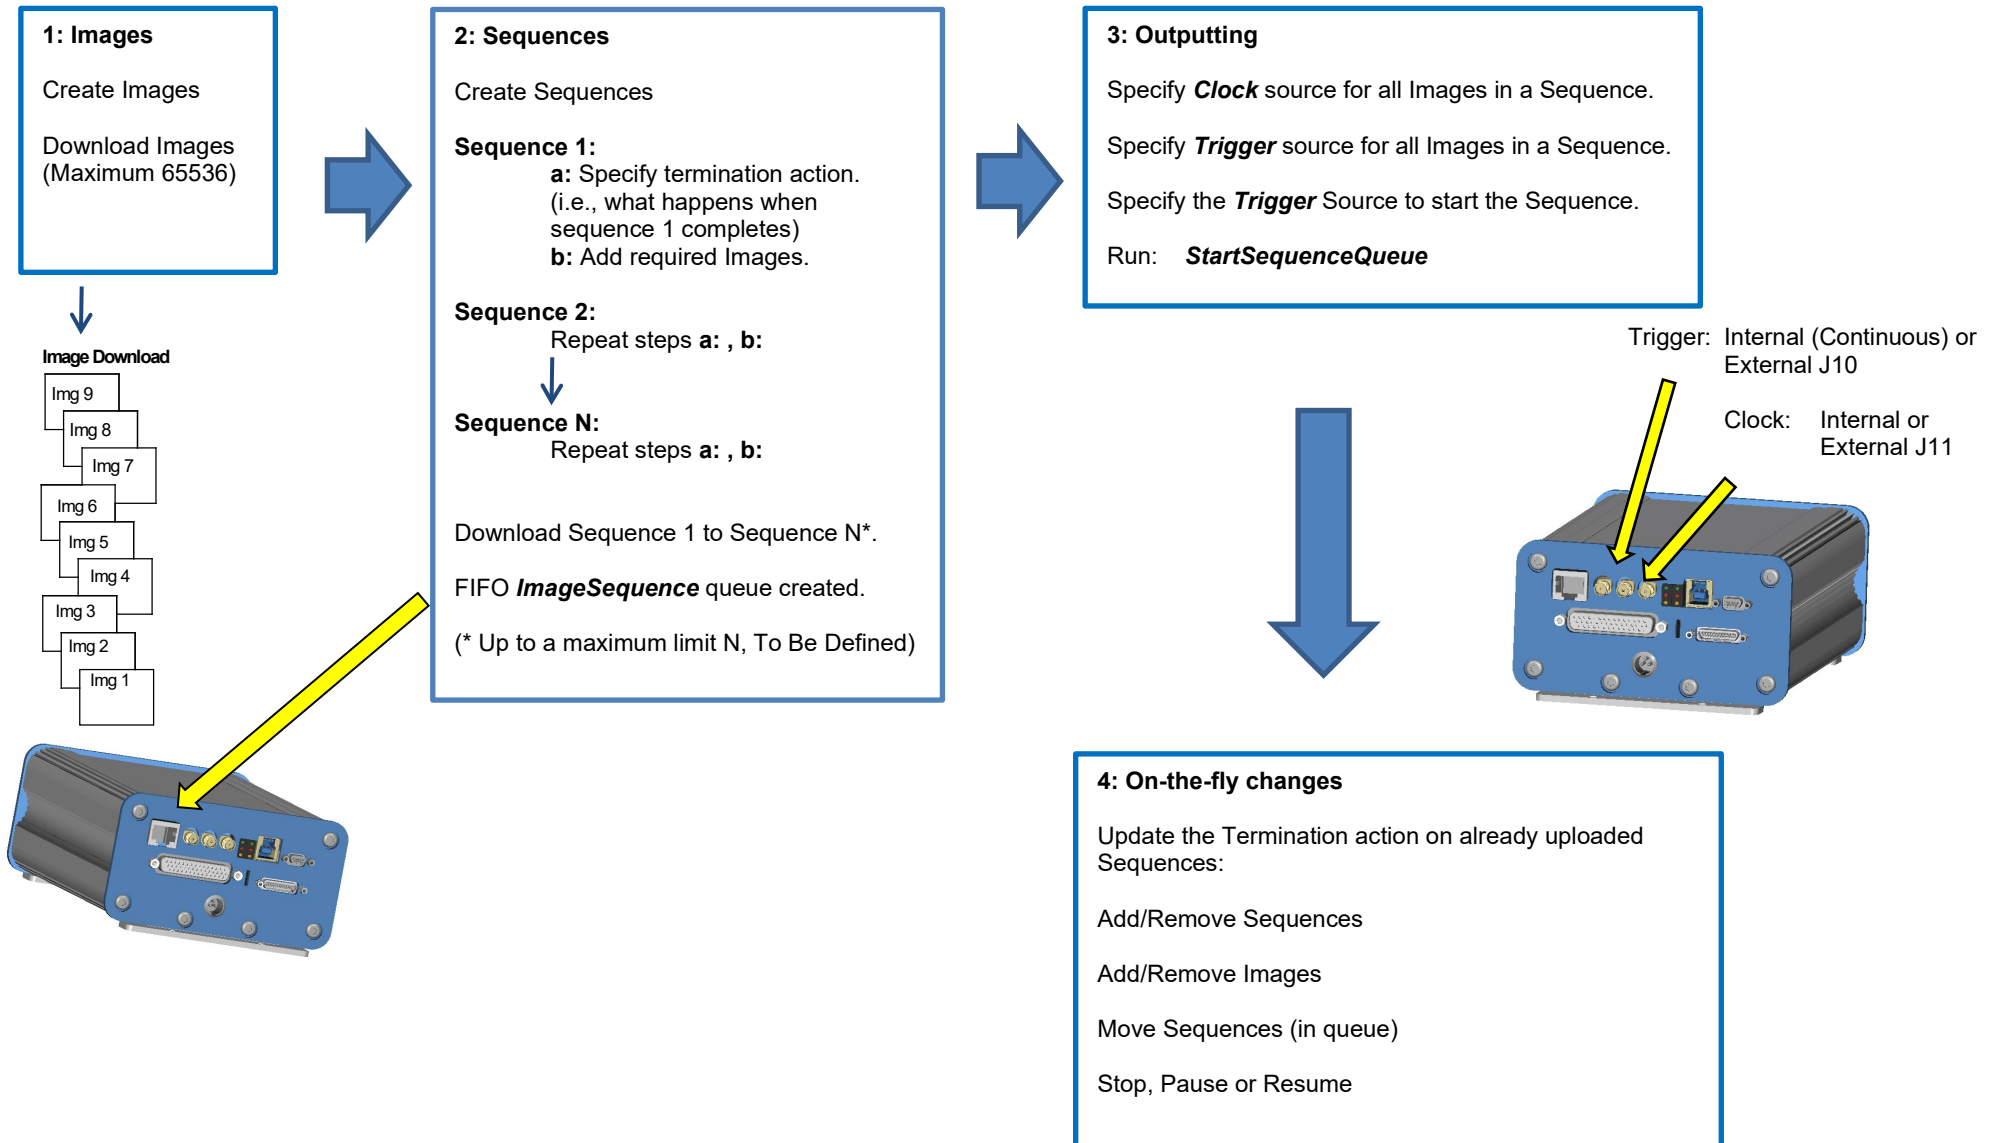 1: Images
Create Images
Download Images
(Maximum 65536)
Image Download
Img 9
Img 8
Img 7
Img 6
Img 5
Img 4
Img 3
Img 2
Img 1
2: Sequences
Create Sequences
Sequence 1:
a: Specify termination action.
(i.e., what happens when
sequence 1 completes)
b: Add required Images.
Sequence 2:
Repeat steps a: , b:
Sequence N:
Repeat steps a: , b:
Download Sequence 1 to Sequence N*.
FIFO ImageSequence queue created.
(* Up to a maximum limit N, To Be Defined)
3: Outputting
Specify Clock source for all Images in a Sequence.
Specify Trigger source for all Images in a Sequence.
Specify the Trigger Source to start the Sequence.
Run: StartSequenceQueue
Trigger: Internal (Continuous) or
External J10
Clock: Internal or
External J11
4: On-the-fly changes
Update the Termination action on already uploaded
Sequences:
Add/Remove Sequences
Add/Remove Images
Move Sequences (in queue)
Stop, Pause or Resume